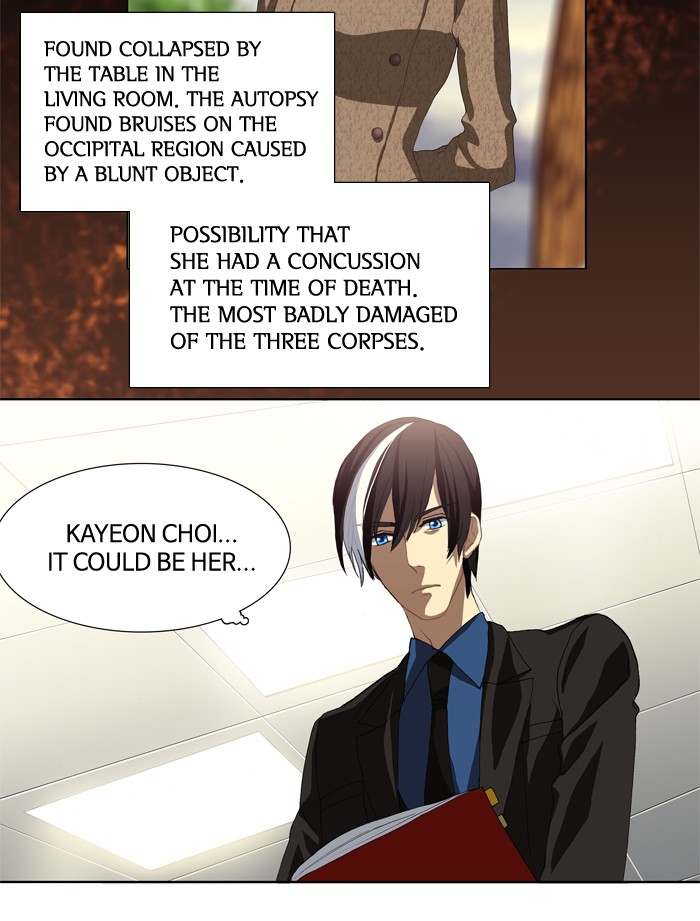 FOUND COLLAPSED BY
THE TABLE IN THE
LIVING ROOM. THE AUTOPSY
FOUND BRUISES ON THE
OCCIPITAL REGION CAUSED
BY A BLUNT OBJECT.
POSSIBILITY THAT
SHE HAD A CONCUSSION
AT THE TIME OF DEATH.
THE MOST BADLY DAMAGED
OF THE THREE CORPSES.
KAYEON CHOI...
IT COULD BE HER...